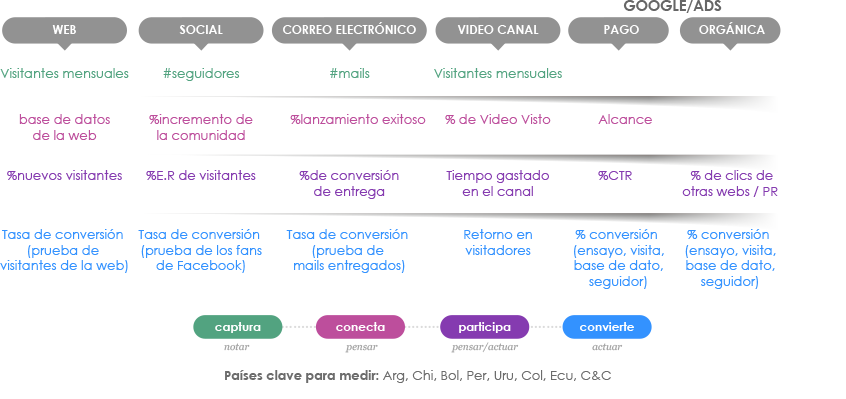 GOOGLE/ADS
WEB
SOCIAL
CORREO ELECTRÓNICO
VIDEO CANAL
PAGO
ORGÁNICA
Visitantes mensuales
#seguidores
#mails
Visitantes mensuales
base de datos
de la web
%incremento de
la comunidad
%lanzamiento exitoso
% de Video Visto
Alcance
%nuevos visitantes
%E.R de visitantes
%de conversión
de entrega
Tiempo gastado
en el canal
%CTR
% de clics de
otras webs / PR
Tasa de conversión
(prueba de
visitantes de la web)
Tasa de conversión
(prueba de los fans
de Facebook)
Tasa de conversión
(prueba de
mails entregados)
Retorno en
visitadores
% conversión
(ensayo, visita,
base de dato,
seguidor)
% conversión
(ensayo, visita,
base de dato,
seguidor)
captura
conecta
participa
convierte
notar
pensar
pensar/actuar
actuar
Países clave para medir: Arg, Chi, Bol, Per, Uru, Col, Ecu, C&C